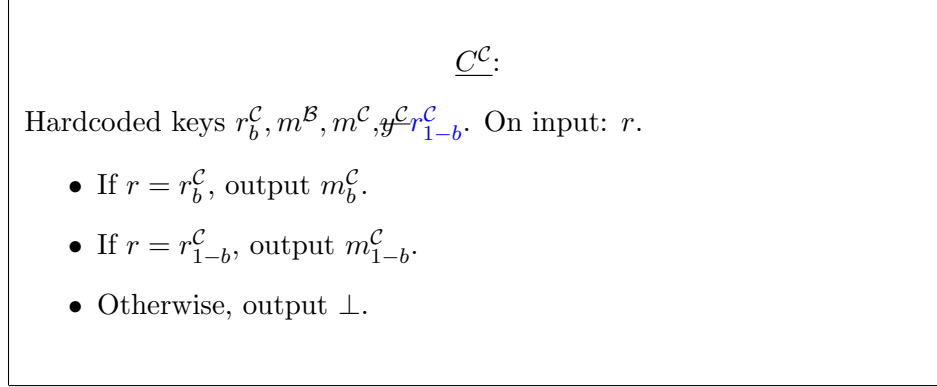 C^𝒞:
Hardcoded keys r_b^𝒞, m^ℬ, m^𝒞, y^𝒞 r_{1−b}^𝒞. On input: r.
• If r = r_b^𝒞, output m_b^𝒞.
• If r = r_{1−b}^𝒞, output m_{1−b}^𝒞.
• Otherwise, output ⊥.